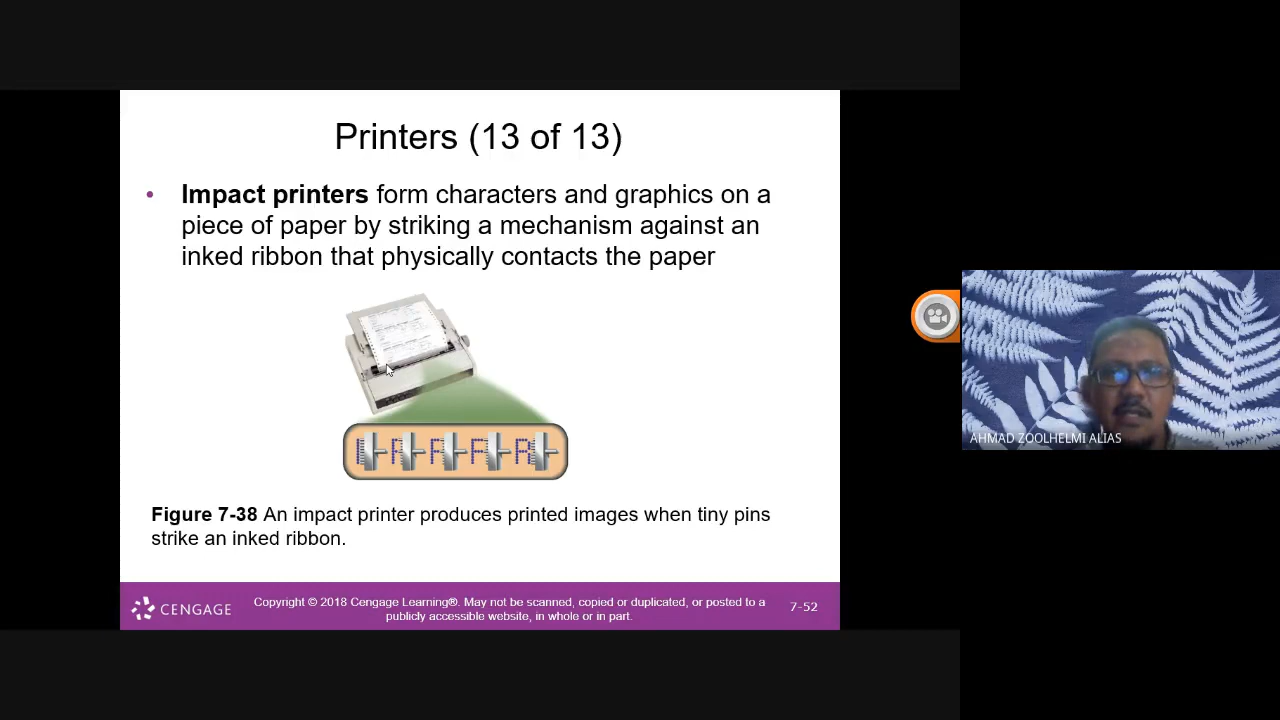 Printers (13 of 13)
• Impact printers form characters and graphics on a
piece of paper by striking a mechanism against an
inked ribbon that physically contacts the paper
Figure 7-38 An impact printer produces printed images when tiny pins
strike an inked ribbon.
CENGAGE
Copyright © 2018 Cengage Learning®. May not be scanned, copied or duplicated, or posted to a
publicly accessible website, in whole or in part.
7-52
AHMAD ZOOLHELMI ALIAS